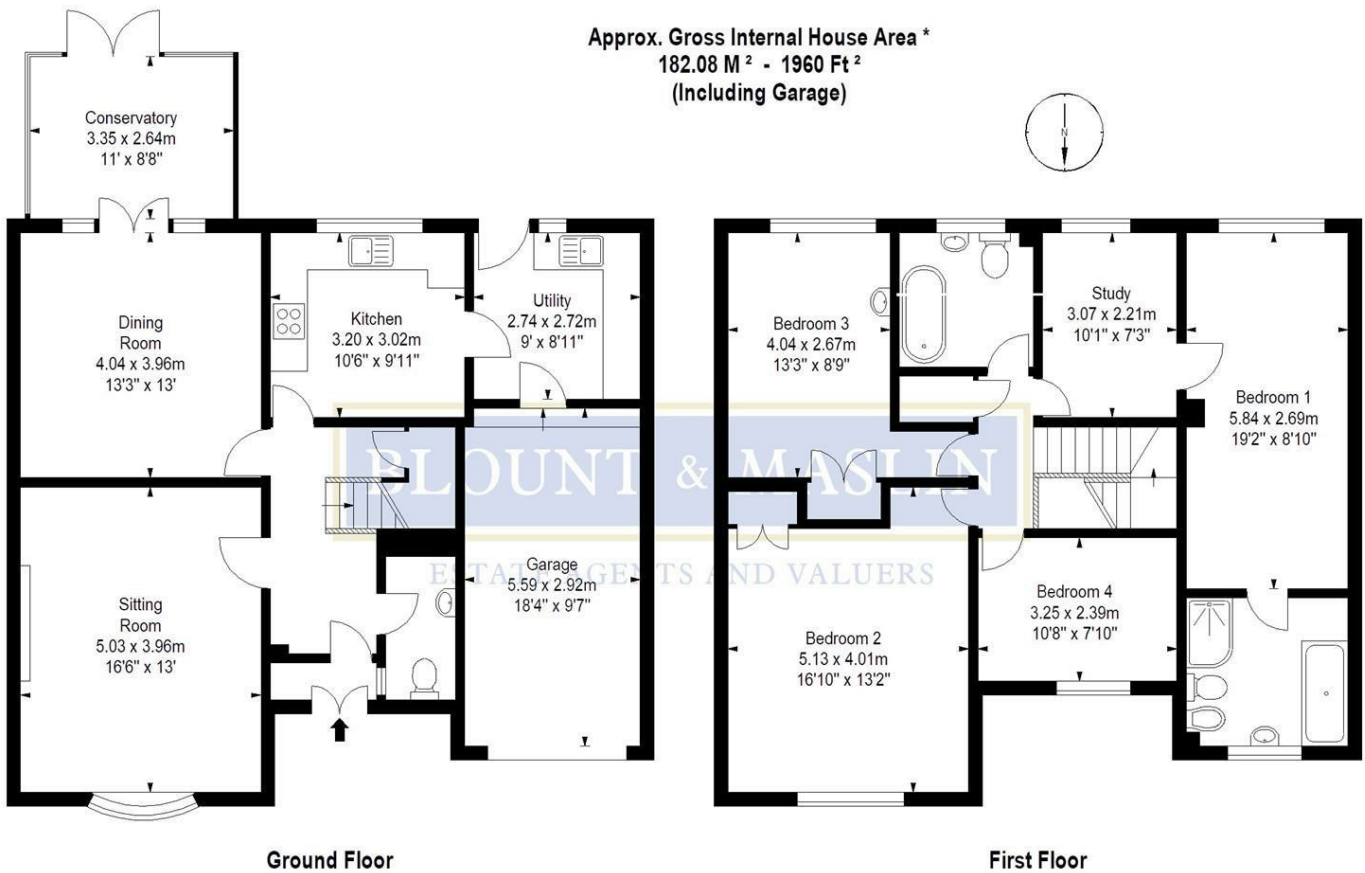 Approx. Gross Internal House Area *
182.08 M ² - 1960 Ft ²
(Including Garage)
N
Conservatory
3.35 x 2.64m
11' x 8'8"
Dining
Room
4.04 x 3.96m
13'3" x 13'
Kitchen
3.20 x 3.02m
10'6" x 9'11"
Utility
2.74 x 2.72m
9' x 8'11"
Sitting
Room
5.03 x 3.96m
16'6" x 13'
Garage
5.59 x 2.92m
18'4" x 9'7"
Bedroom 3
4.04 x 2.67m
13'3" x 8'9"
Study
3.07 x 2.21m
10'1" x 7'3"
Bedroom 1
5.84 x 2.69m
19'2" x 8'10"
Bedroom 2
5.13 x 4.01m
16'10" x 13'2"
Bedroom 4
3.25 x 2.39m
10'8" x 7'10"
BLOUNT & MASLIN
ESTATE AGENTS AND VALUERS
Ground Floor
First Floor